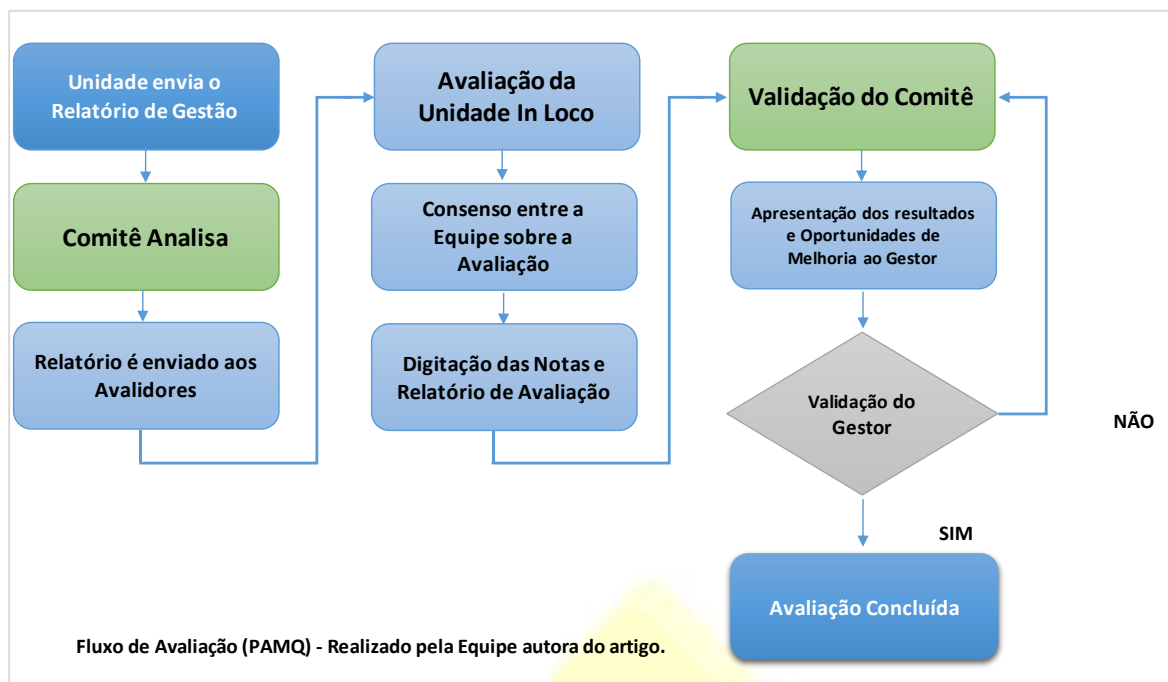 Unidade envia o
Relatório de Gestão
Comitê Analisa
Relatório é enviado aos
Avalidores
Avaliação da
Unidade In Loco
Consenso entre a
Equipe sobre a
Avaliação
Digitação das Notas e
Relatório de Avaliação
Validação do Comitê
Apresentação dos resultados
e Oportunidades de
Melhoria ao Gestor
Validação do
Gestor
NÃO
SIM
Avaliação Concluída
Fluxo de Avaliação (PAMQ) - Realizado pela Equipe autora do artigo.